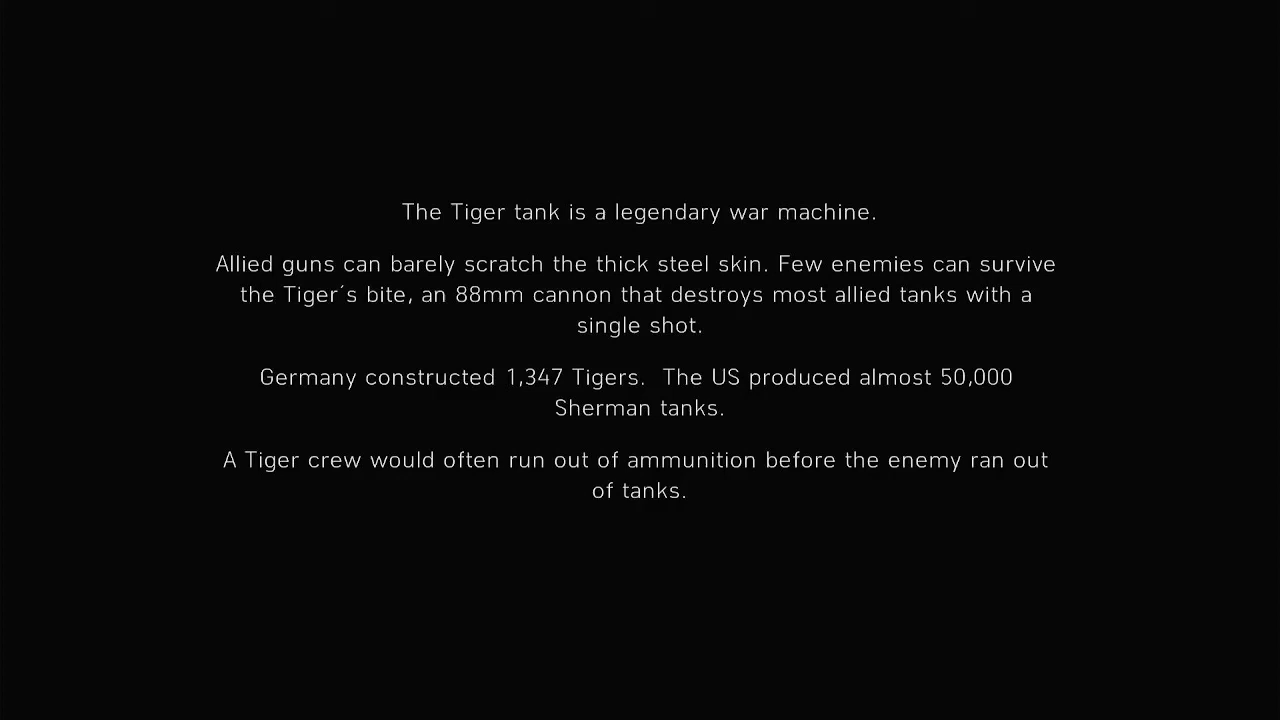 The Tiger tank is a legendary war machine.
Allied guns can barely scratch the thick steel skin. Few enemies can survive
the Tiger´s bite, an 88mm cannon that destroys most allied tanks with a
single shot.
Germany constructed 1,347 Tigers.  The US produced almost 50,000
Sherman tanks.
A Tiger crew would often run out of ammunition before the enemy ran out
of tanks.